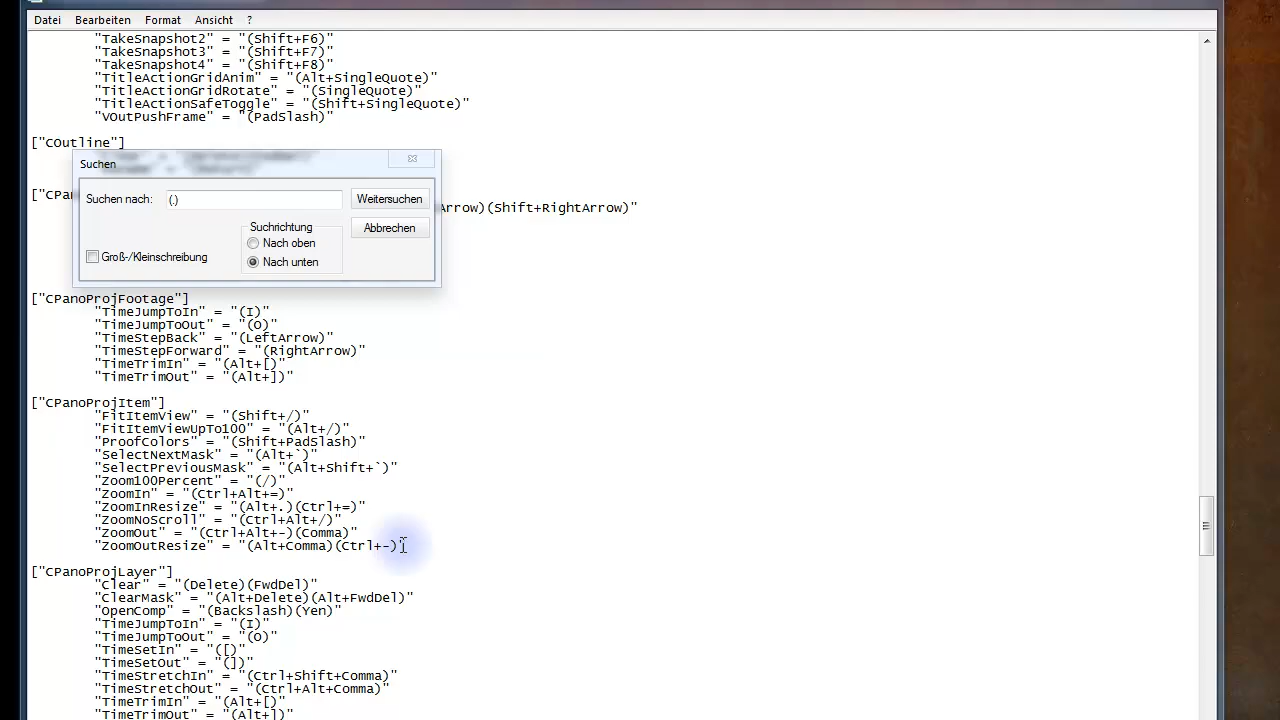 Datei Bearbeiten Format Ansicht ?
"TakeSnapshot2" = "(Shift+F6)"
"TakeSnapshot3" = "(Shift+F7)"
"TakeSnapshot4" = "(Shift+F8)"
"TitleActionGridAnim" = "(Alt+SingleQuote)"
"TitleActionGridRotate" = "(SingleQuote)"
"TitleActionSafeToggle" = "(Shift+SingleQuote)"
"VOutPushFrame" = "(PadSlash)"
["COutline"]
Suchen
Suchen nach: (.) Weitersuchen
Suchrichtung Abbrechen
Nach oben
Groß-/Kleinschreibung Nach unten
["CPan
Arrow)(Shift+RightArrow)"
["CPanoProjFootage"]
"TimeJumpToIn" = "(I)"
"TimeJumpToOut" = "(O)"
"TimeStepBack" = "(LeftArrow)"
"TimeStepForward" = "(RightArrow)"
"TimeTrimIn" = "(Alt+[)"
"TimeTrimOut" = "(Alt+])"
["CPanoProjItem"]
"FitItemView" = "(Shift+/)"
"FitItemViewUpTo100" = "(Alt+/)"
"ProofColors" = "(Shift+PadSlash)"
"SelectNextMask" = "(Alt+`)"
"SelectPreviousMask" = "(Alt+Shift+`)"
"Zoom100Percent" = "(/)"
"ZoomIn" = "(Ctrl+Alt+=)"
"ZoomInResize" = "(Alt+.)(Ctrl+=)"
"ZoomNoScroll" = "(Ctrl+Alt+/)"
"ZoomOut" = "(Ctrl+Alt+-)(Comma)"
"ZoomOutResize" = "(Alt+Comma)(Ctrl+-)"
["CPanoProjLayer"]
"Clear" = "(Delete)(FwdDel)"
"ClearMask" = "(Alt+Delete)(Alt+FwdDel)"
"OpenComp" = "(Backslash)(Yen)"
"TimeJumpToIn" = "(I)"
"TimeJumpToOut" = "(O)"
"TimeSetIn" = "([)"
"TimeSetOut" = "(])"
"TimeStretchIn" = "(Ctrl+Shift+Comma)"
"TimeStretchOut" = "(Ctrl+Alt+Comma)"
"TimeTrimIn" = "(Alt+[)"
"TimeTrimOut" = "(Alt+])"